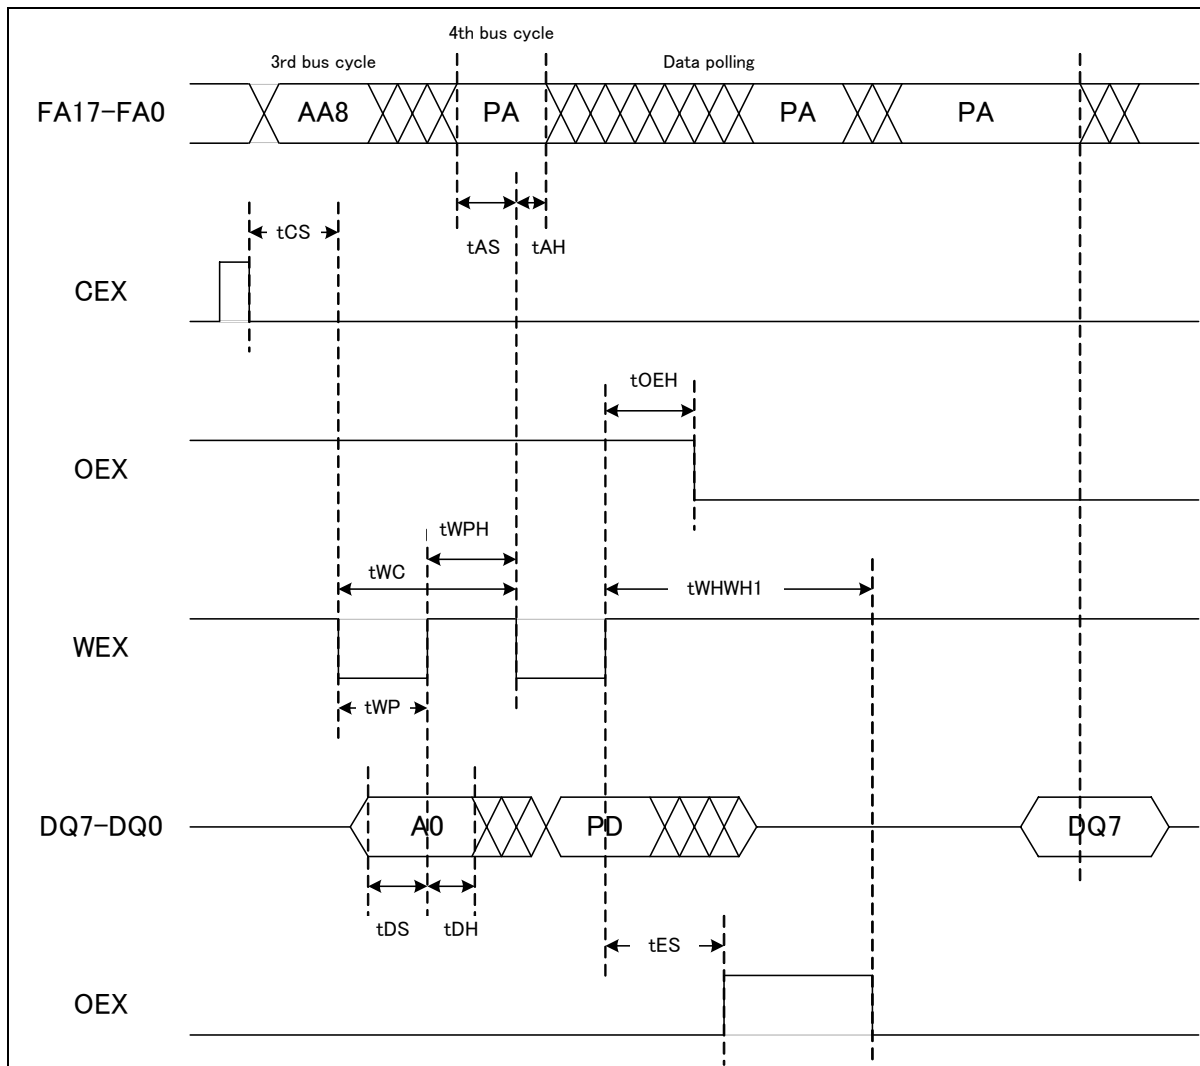 4th bus cycle
3rd bus cycle
Data polling
FA17-FA0
AA8
PA
PA
PA
tCS
tAS
tAH
CEX
tOEH
OEX
tWPH
tWC
tWHWH1
WEX
tWP
DQ7-DQ0
A0
PD
DQ7
tDS
tDH
tES
OEX